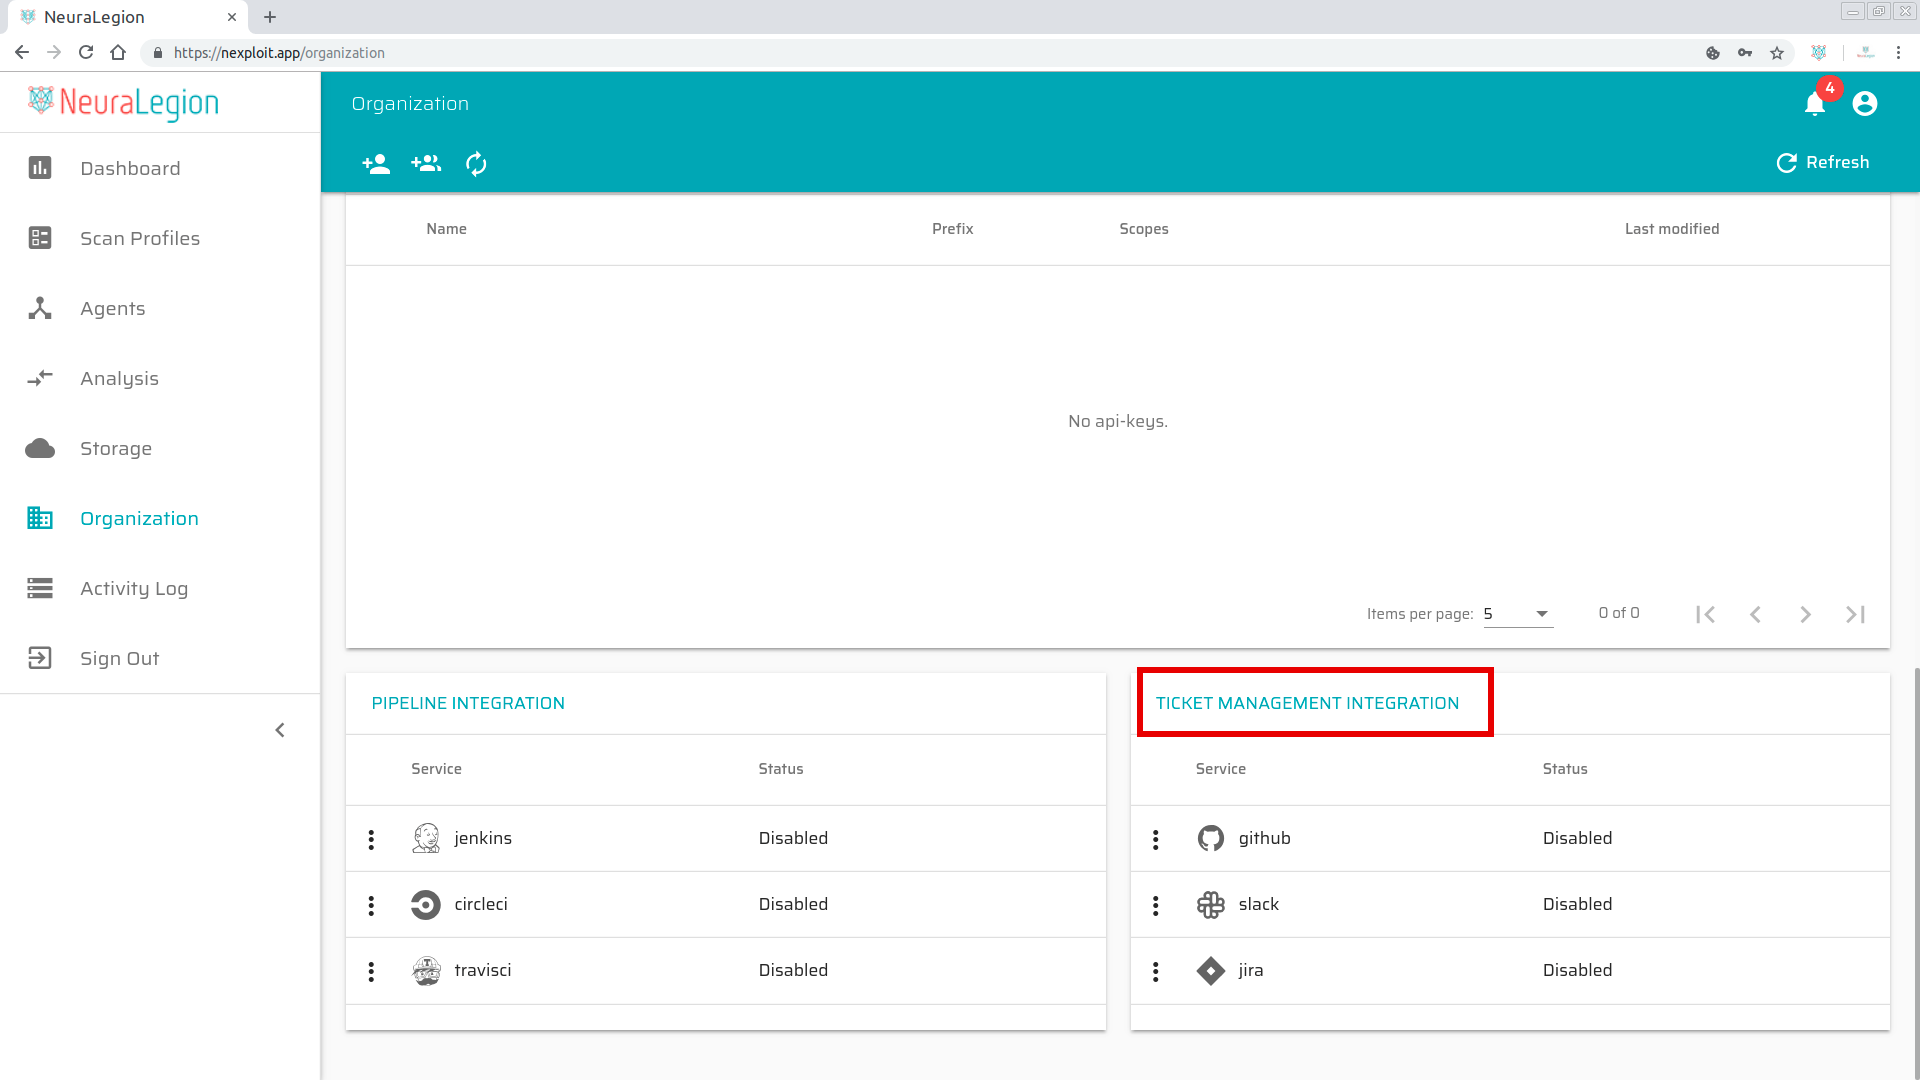 NeuraLegion
https://nexploit.app/organization
NeuraLegion
Organization
4
Refresh
Dashboard
Scan Profiles
Agents
Analysis
Storage
Organization
Activity Log
Sign Out
Name Prefix Scopes Last modified
No api-keys.
Items per page: 5 0 of 0
PIPELINE INTEGRATION
Service Status
jenkins Disabled
circleci Disabled
travisci Disabled
TICKET MANAGEMENT INTEGRATION
Service Status
github Disabled
slack Disabled
jira Disabled